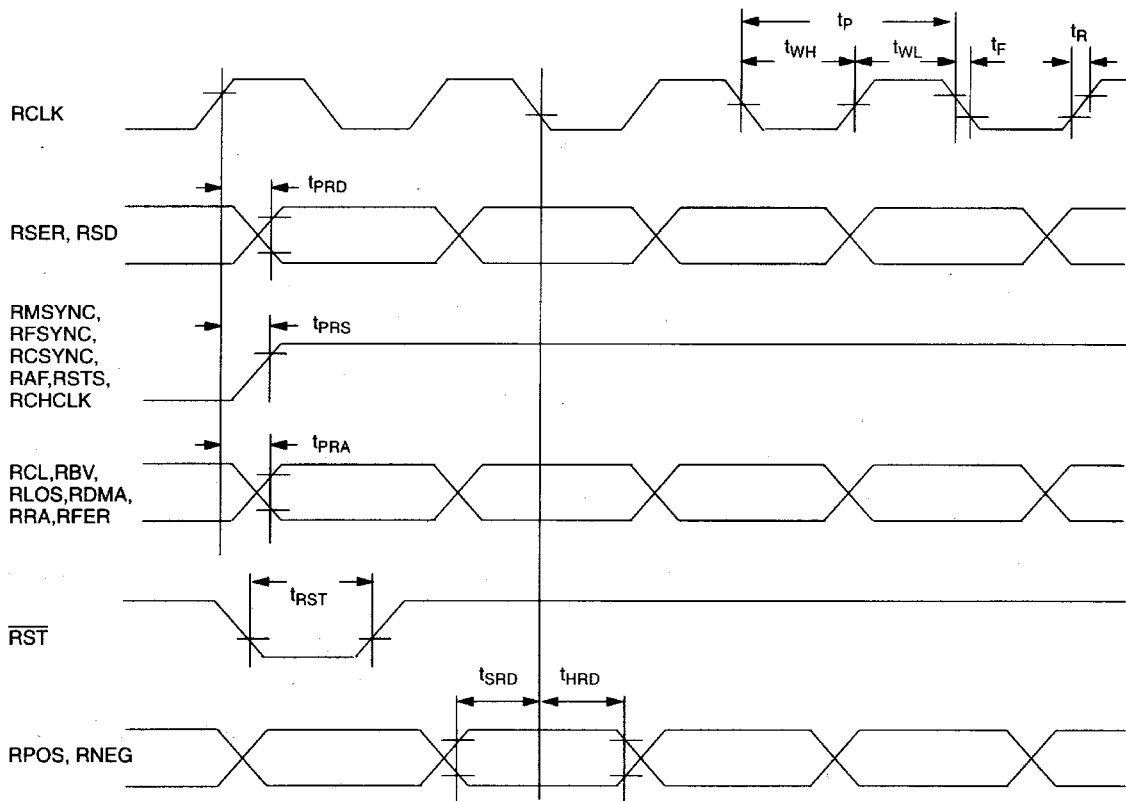 tP
tWH tWL tF tR
RCLK
tPRD
RSER, RSD
RMSYNC,
RFSYNC,
RCSYNC,
RAF,RSTS,
RCHCLK
tPRS
tPRA
RCL,RBV,
RLOS,RDMA,
RRA,RFER
tRST
RST
tSRD tHRD
RPOS, RNEG